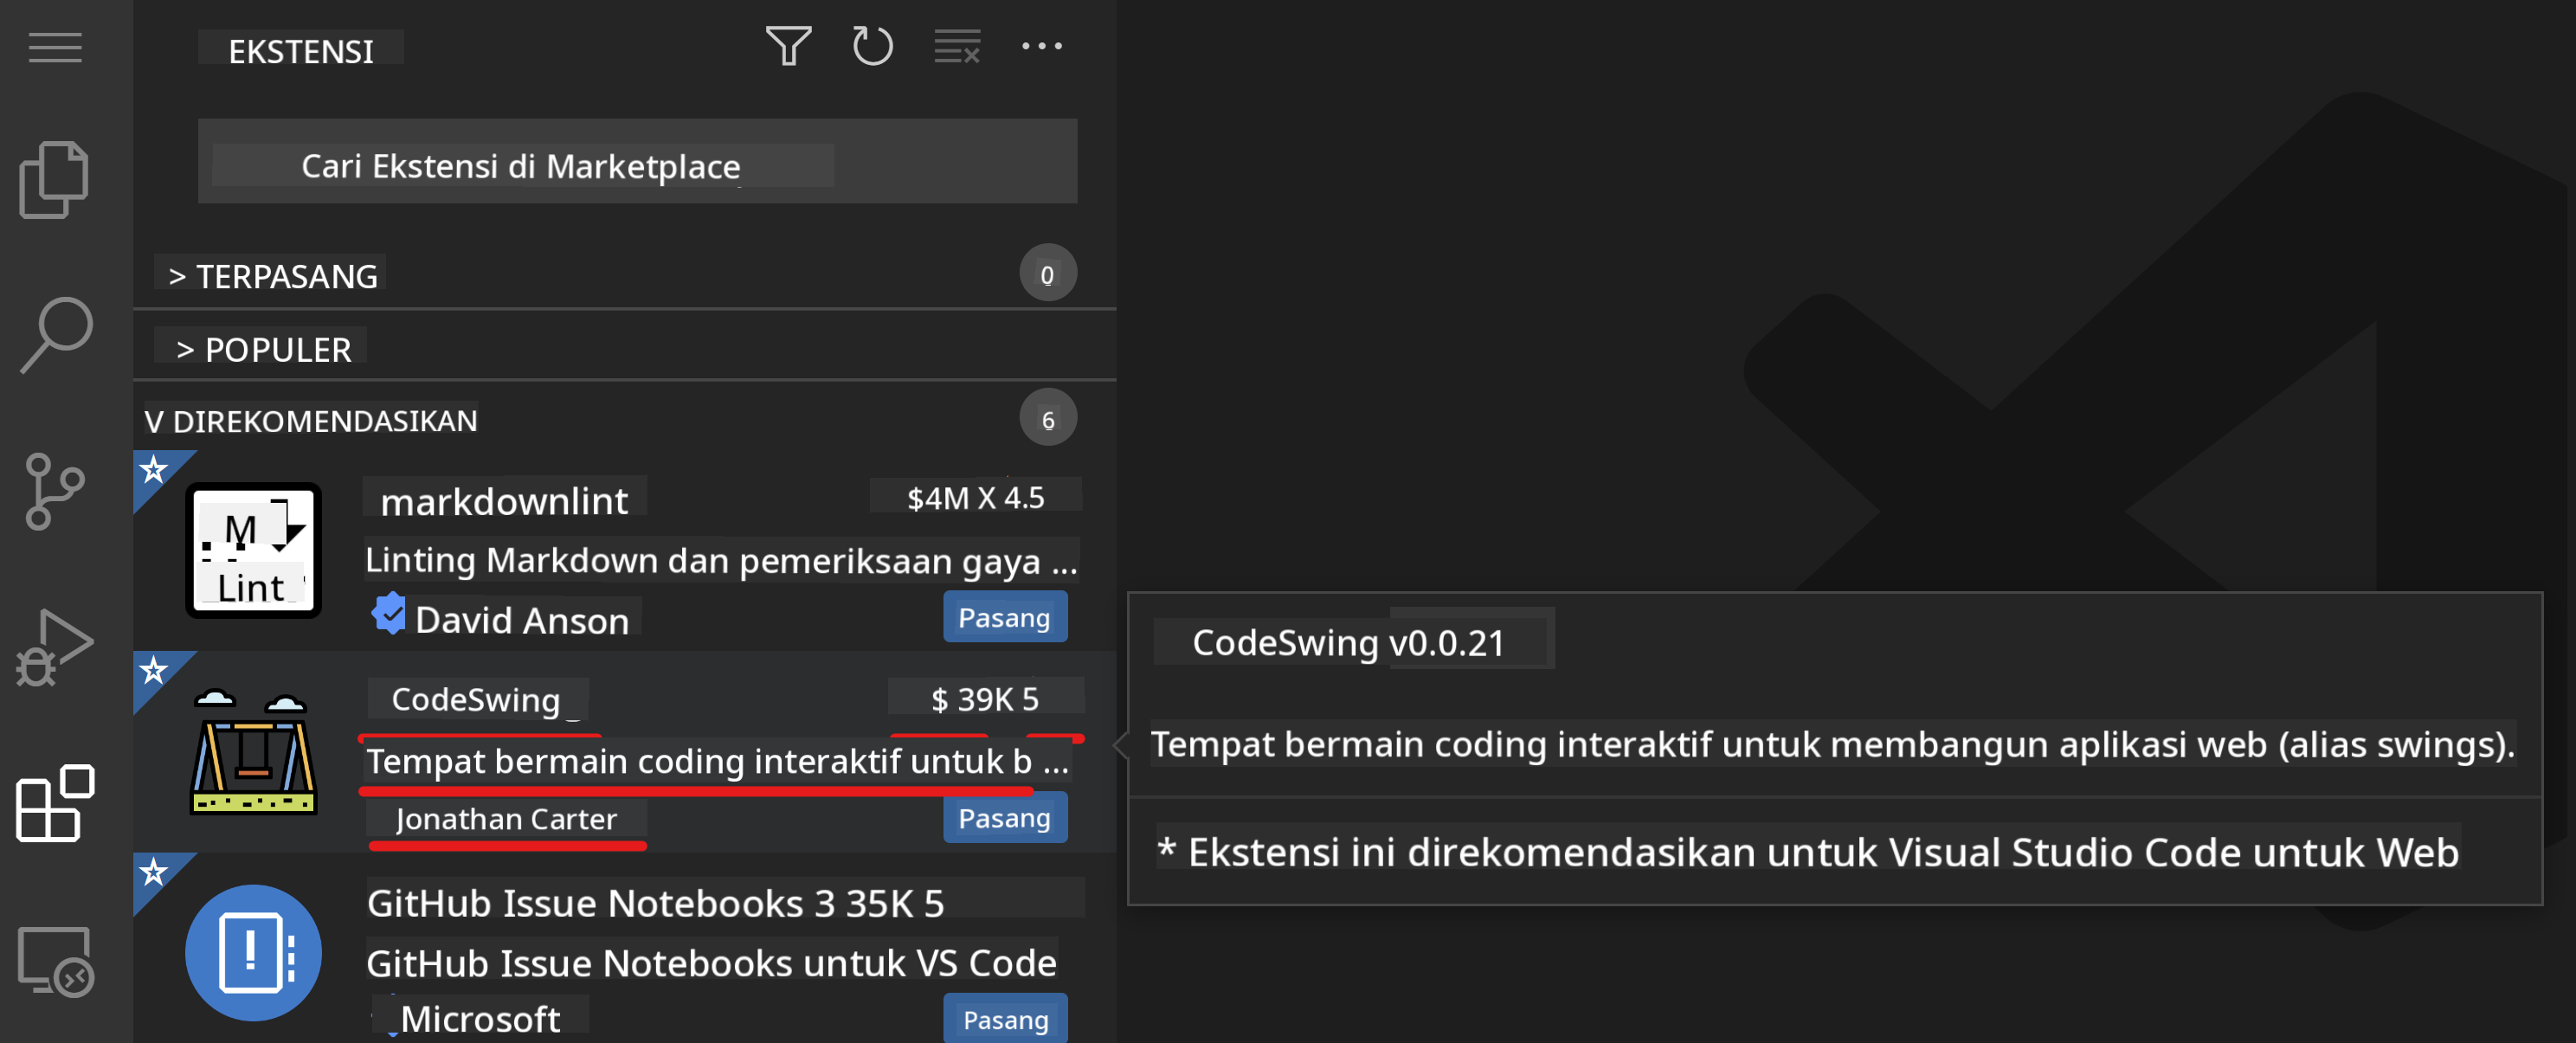 EKSTENSI
Cari Ekstensi di Marketplace
> TERPASANG 0
> POPULER
V DIREKOMENDASIKAN 6
M
Lint
markdownlint $4M X 4.5
Linting Markdown dan pemeriksaan gaya ...
David Anson Pasang
CodeSwing $ 39K 5
Tempat bermain coding interaktif untuk b ...
Jonathan Carter Pasang
GitHub Issue Notebooks 3 35K 5
GitHub Issue Notebooks untuk VS Code
Microsoft Pasang
CodeSwing v0.0.21
Tempat bermain coding interaktif untuk membangun aplikasi web (alias swings).
* Ekstensi ini direkomendasikan untuk Visual Studio Code untuk Web